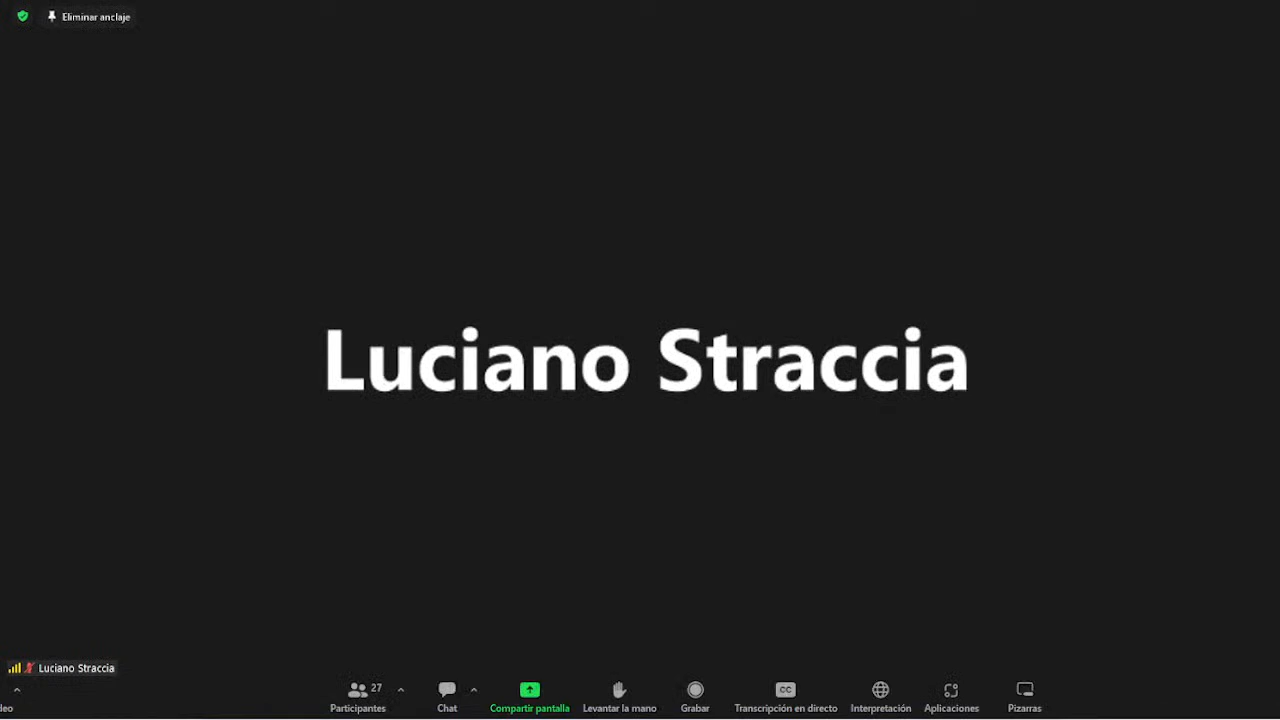 Eliminar anclaje
Luciano Straccia
Luciano Straccia
deo
27
Participantes
Chat
Compartir pantalla
Levantar la mano
Grabar
CC
Transcripción en directo
Interpretación
Aplicaciones
Pizarras